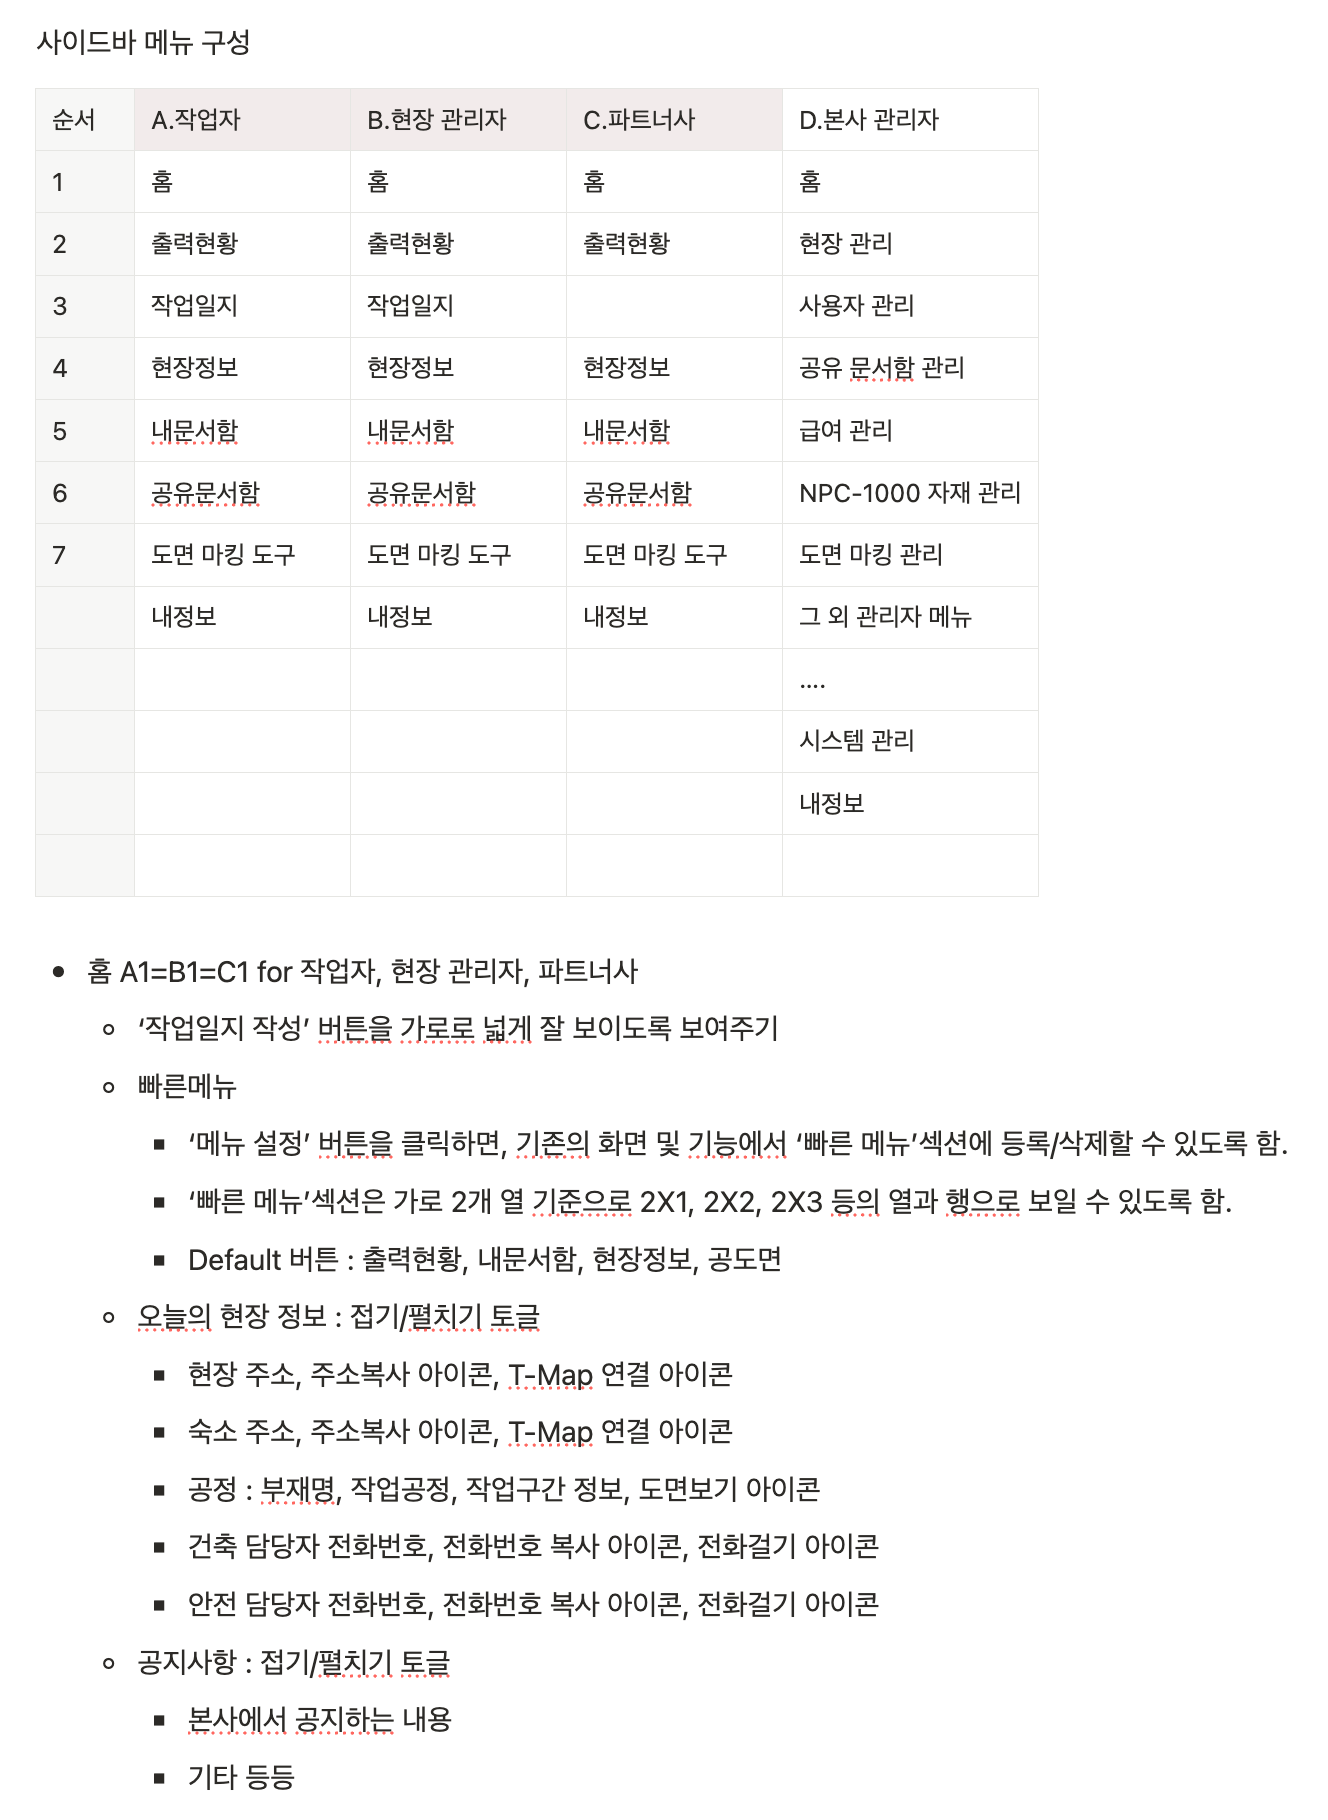 사이드바 메뉴 구성
순서 A.작업자 B.현장 관리자 C.파트너사 D.본사 관리자
1 홈 홈 홈 홈
2 출력현황 출력현황 출력현황 현장 관리
3 작업일지 작업일지 사용자 관리
4 현장정보 현장정보 현장정보 공유 문서함 관리
5 내문서함 내문서함 내문서함 급여 관리
6 공유문서함 공유문서함 공유문서함 NPC-1000 자재 관리
7 도면 마킹 도구 도면 마킹 도구 도면 마킹 도구 도면 마킹 관리
내정보 내정보 내정보 그 외 관리자 메뉴
....
시스템 관리
내정보
• 홈 A1=B1=C1 for 작업자, 현장 관리자, 파트너사
◦ ‘작업일지 작성’ 버튼을 가로로 넓게 잘 보이도록 보여주기
◦ 빠른메뉴
▪ ‘메뉴 설정’ 버튼을 클릭하면, 기존의 화면 및 기능에서 ‘빠른 메뉴’섹션에 등록/삭제할 수 있도록 함.
▪ ‘빠른 메뉴’섹션은 가로 2개 열 기준으로 2X1, 2X2, 2X3 등의 열과 행으로 보일 수 있도록 함.
▪ Default 버튼 : 출력현황, 내문서함, 현장정보, 공도면
◦ 오늘의 현장 정보 : 접기/펼치기 토글
▪ 현장 주소, 주소복사 아이콘, T-Map 연결 아이콘
▪ 숙소 주소, 주소복사 아이콘, T-Map 연결 아이콘
▪ 공정 : 부재명, 작업공정, 작업구간 정보, 도면보기 아이콘
▪ 건축 담당자 전화번호, 전화번호 복사 아이콘, 전화걸기 아이콘
▪ 안전 담당자 전화번호, 전화번호 복사 아이콘, 전화걸기 아이콘
◦ 공지사항 : 접기/펼치기 토글
▪ 본사에서 공지하는 내용
▪ 기타 등등